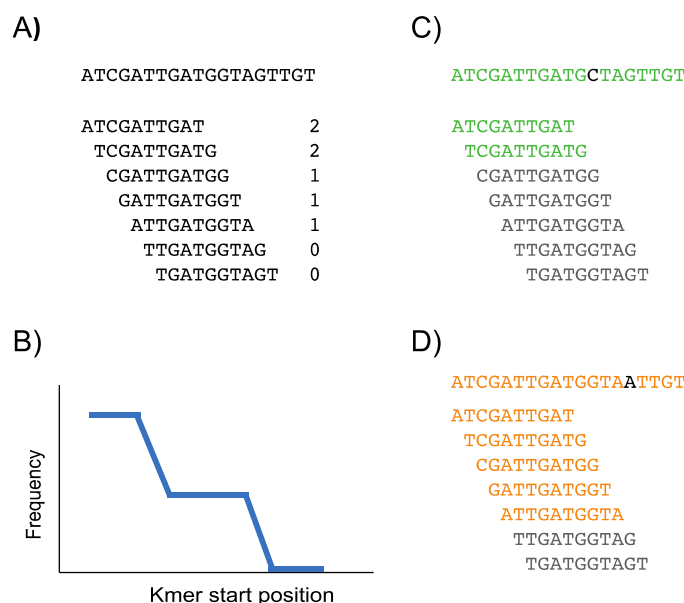 A)
ATCGATTGATGGTAGTTGT
ATCGATTGAT 2
TCGATTGATG 2
CGATTGATGG 1
GATTGATGGT 1
ATTGATGGTA 1
TTGATGGTAG 0
TGATGGTAGT 0
B)
Frequency
Kmer start position
C)
ATCGATTGATGCTAGTTGT
ATCGATTGAT
TCGATTGATG
CGATTGATGG
GATTGATGGT
ATTGATGGTA
TTGATGGTAG
TGATGGTAGT
D)
ATCGATTGATGGTAATTGT
ATCGATTGAT
TCGATTGATG
CGATTGATGG
GATTGATGGT
ATTGATGGTA
TTGATGGTAG
TGATGGTAGT